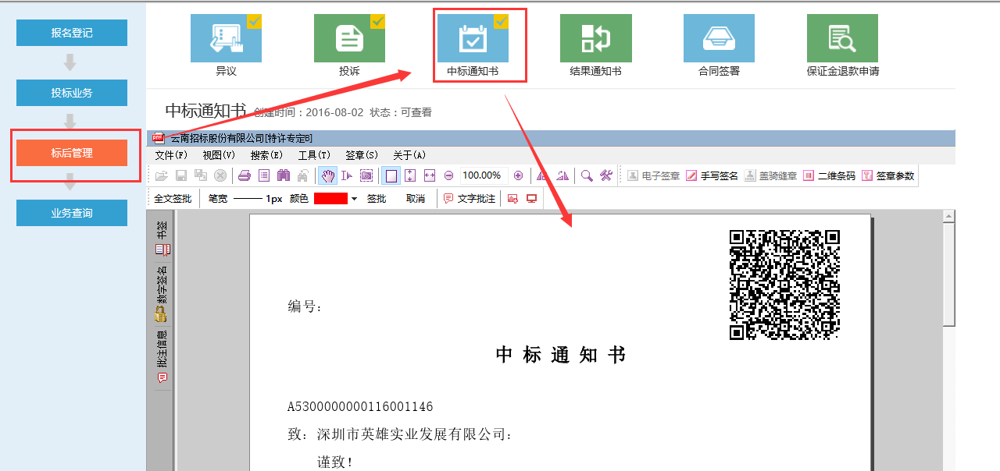 报名登记
投标业务
标后管理
业务查询
异议
投诉
中标通知书
结果通知书
合同签署
保证金退款申请
中标通知书 创建时间：2016-08-02 状态：可查看
云南招标股份有限公司[特许专定B]
文件(F) 视图(V) 搜索(E) 工具(T) 签章(S) 关于(A)
100.00% 电子签章 手写签名 盖骑缝章 二维条码 签章参数
全文签批 笔宽 1px 颜色 签批 取消 文字批注
书签
数字签名
批注信息
编号：
中标通知书
A5300000000116001146
致：深圳市英雄实业发展有限公司：
谨致！